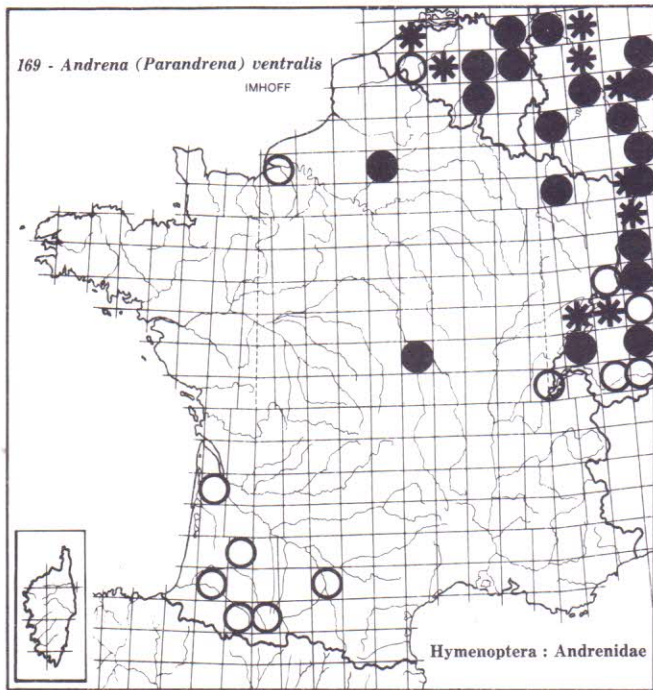 169 - Andrena (Parandrena) ventralis
IMHOFF
Hymenoptera : Andrenidae